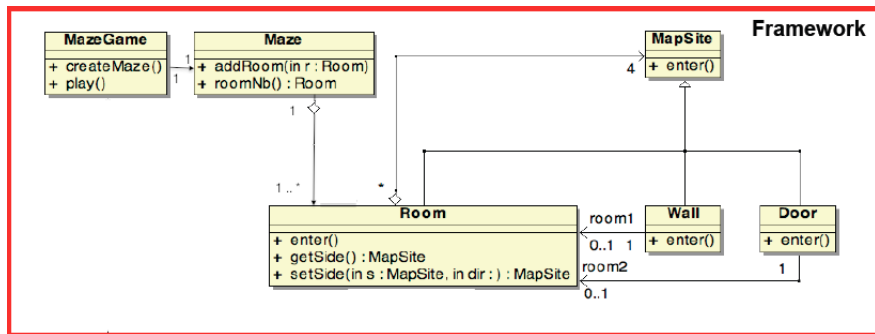 Framework
MazeGame
+ createMaze()
+ play()
1
1
Maze
+ addRoom(in r : Room)
+ roomNb() : Room
1
1..*
MapSite
+ enter()
4
*
Room
+ enter()
+ getSide() : MapSite
+ setSide(in s : MapSite, in dir : ) : MapSite
room1
0..1
1
Wall
+ enter()
Door
+ enter()
room2
1
0..1